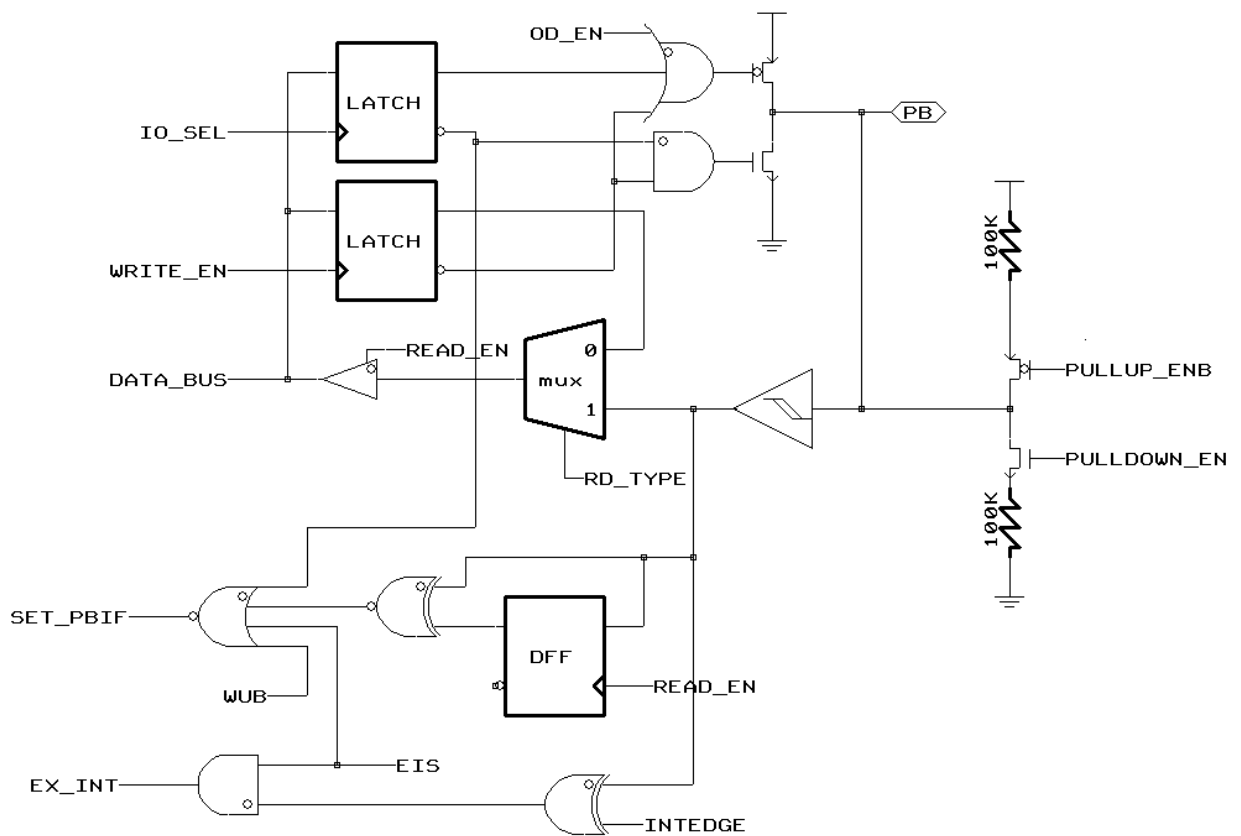 OD_EN
LATCH
PB
IO_SEL
LATCH
100K
WRITE_EN
READ_EN
0
DATA_BUS
mux
PULLUP_ENB
1
PULLDOWN_EN
RD_TYPE
100K
SET_PBIF
DFF
READ_EN
WUB
EIS
EX_INT
INTEDGE